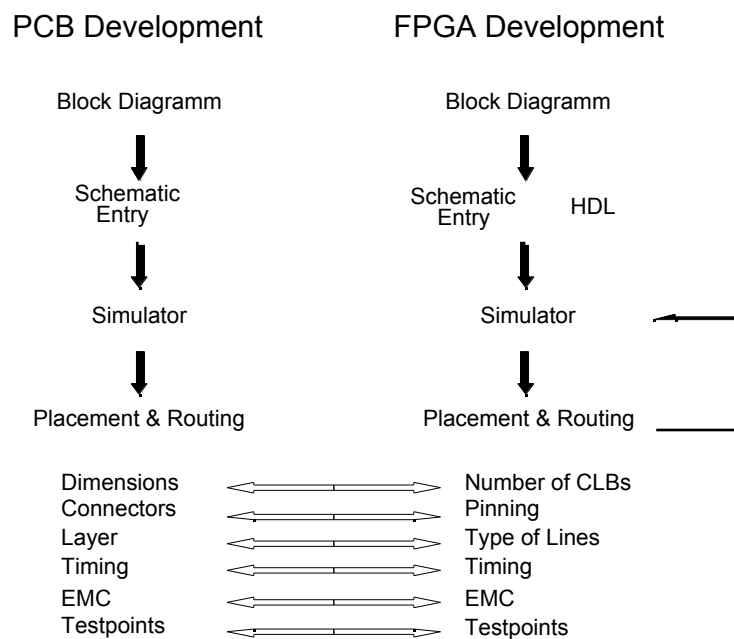 PCB Development
FPGA Development
Block Diagramm
Block Diagramm
Schematic
Entry
Schematic
Entry
HDL
Simulator
Simulator
Placement & Routing
Placement & Routing
Dimensions
Number of CLBs
Connectors
Pinning
Layer
Type of Lines
Timing
Timing
EMC
EMC
Testpoints
Testpoints